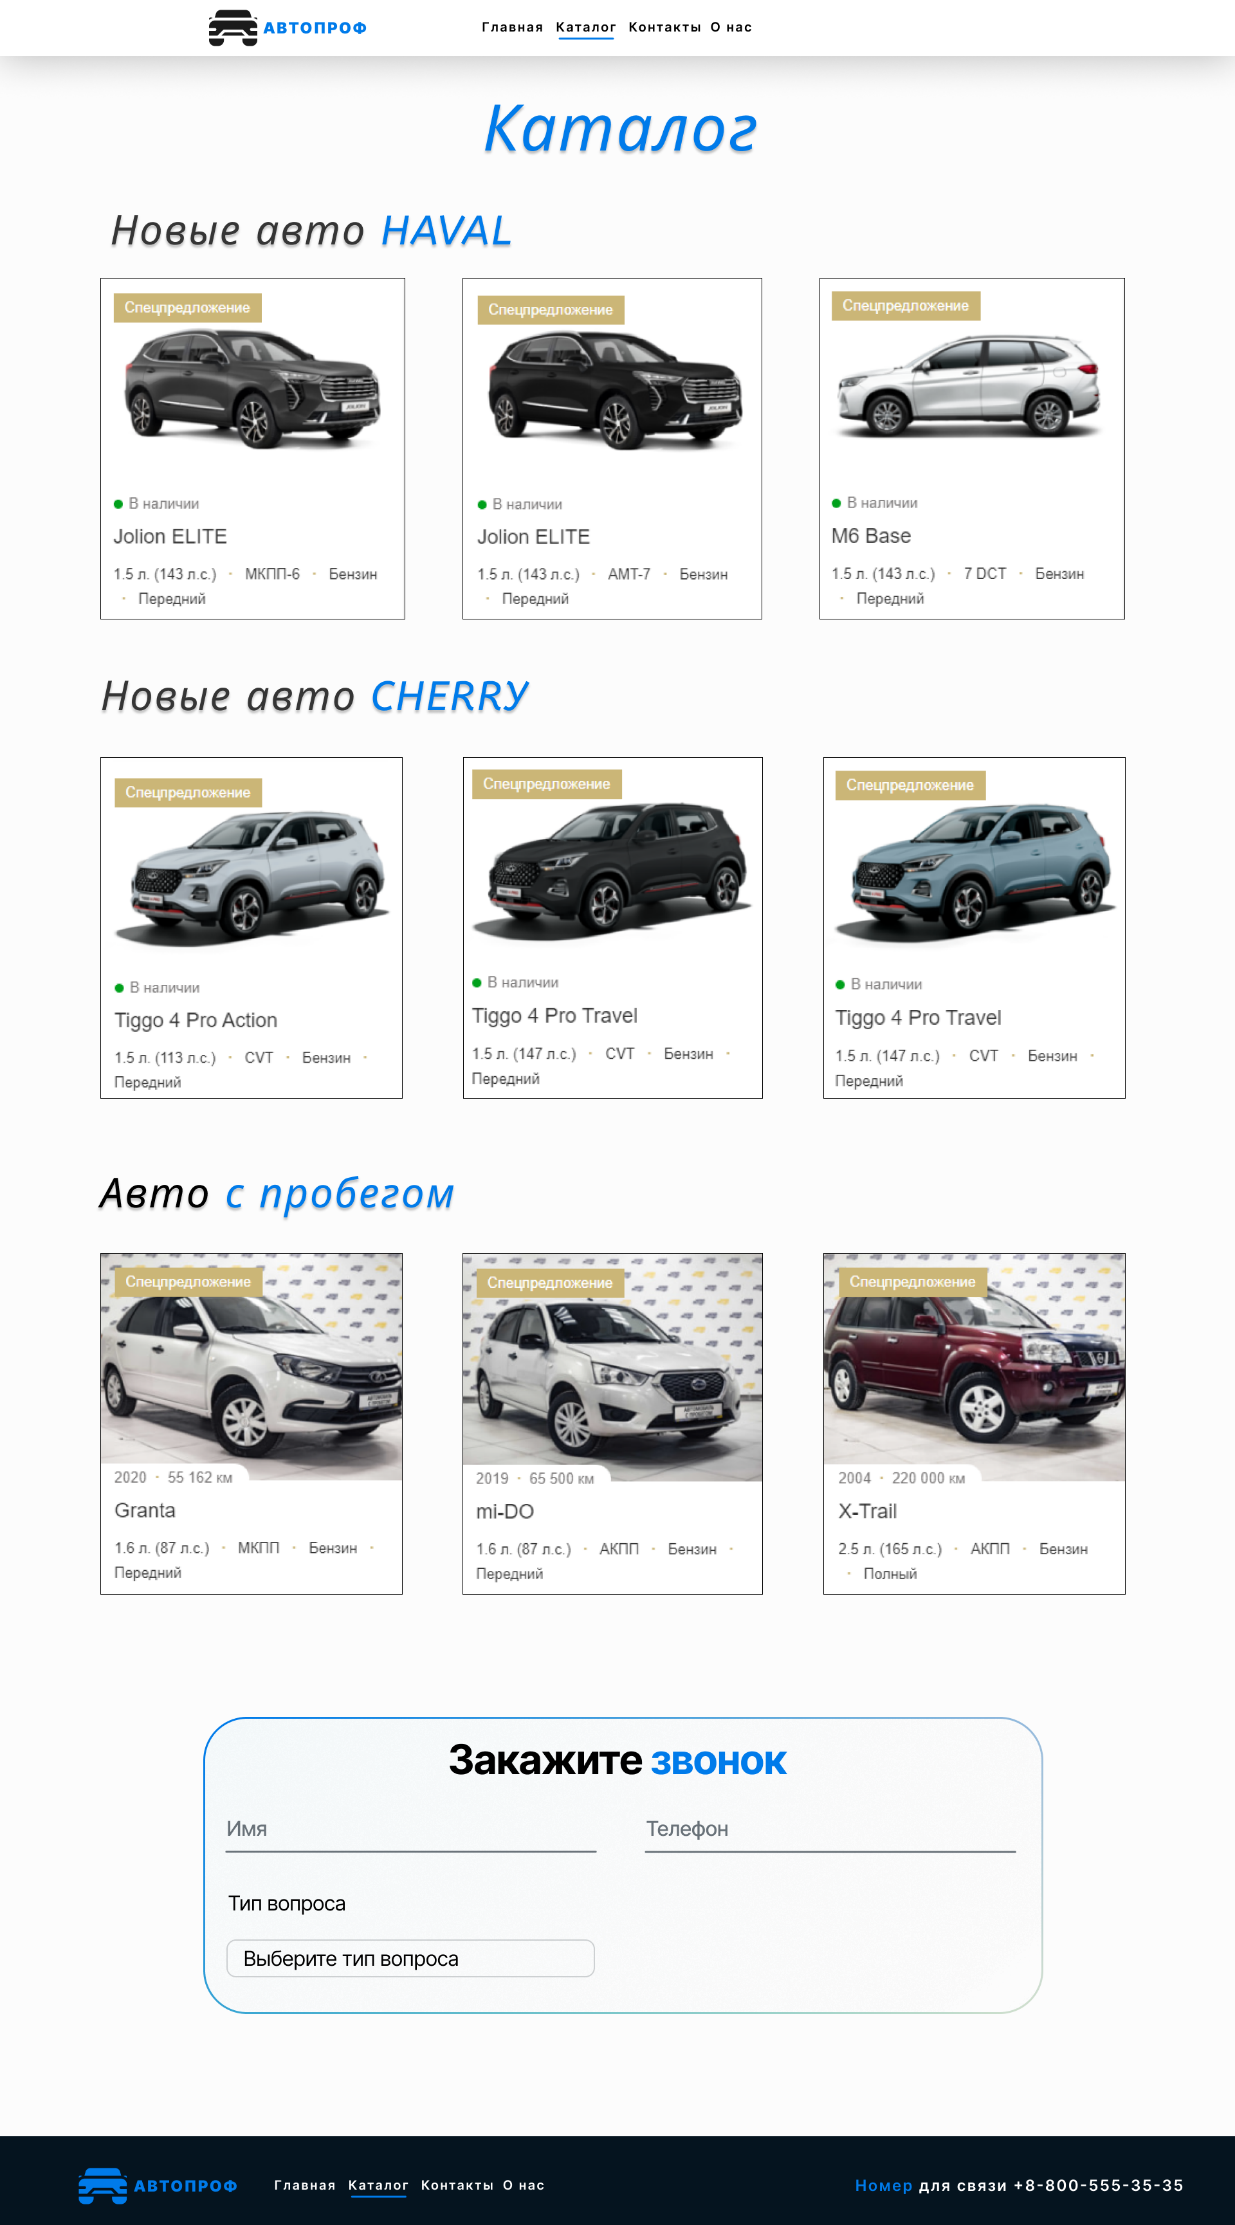 АВТОПРОФ Главная Каталог Контакты О нас
Каталог
Новые авто HAVAL
Спецпредложение
JOLION
В наличии
Jolion ELITE
1.5 л. (143 л.с.) · МКПП-6 · Бензин
· Передний
Спецпредложение
JOLION
В наличии
Jolion ELITE
1.5 л. (143 л.с.) · АМТ-7 · Бензин
· Передний
Спецпредложение
В наличии
M6 Base
1.5 л. (143 л.с.) · 7 DCT · Бензин
· Передний
Новые авто CHERRY
Спецпредложение
В наличии
Tiggo 4 Pro Action
1.5 л. (113 л.с.) · CVT · Бензин ·
Передний
Спецпредложение
В наличии
Tiggo 4 Pro Travel
1.5 л. (147 л.с.) · CVT · Бензин ·
Передний
Спецпредложение
В наличии
Tiggo 4 Pro Travel
1.5 л. (147 л.с.) · CVT · Бензин ·
Передний
Авто с пробегом
Спецпредложение
2020 · 55 162 км
Granta
1.6 л. (87 л.с.) · МКПП · Бензин ·
Передний
Спецпредложение
АВТОМОБИЛЬ
С ПРОБЕГОМ
2019 · 65 500 км
mi-DO
1.6 л. (87 л.с.) · АКПП · Бензин ·
Передний
Спецпредложение
2004 · 220 000 км
X-Trail
2.5 л. (165 л.с.) · АКПП · Бензин
· Полный
Закажите звонок
Имя
Телефон
Тип вопроса
Выберите тип вопроса
АВТОПРОФ Главная Каталог Контакты О нас Номер для связи +8-800-555-35-35